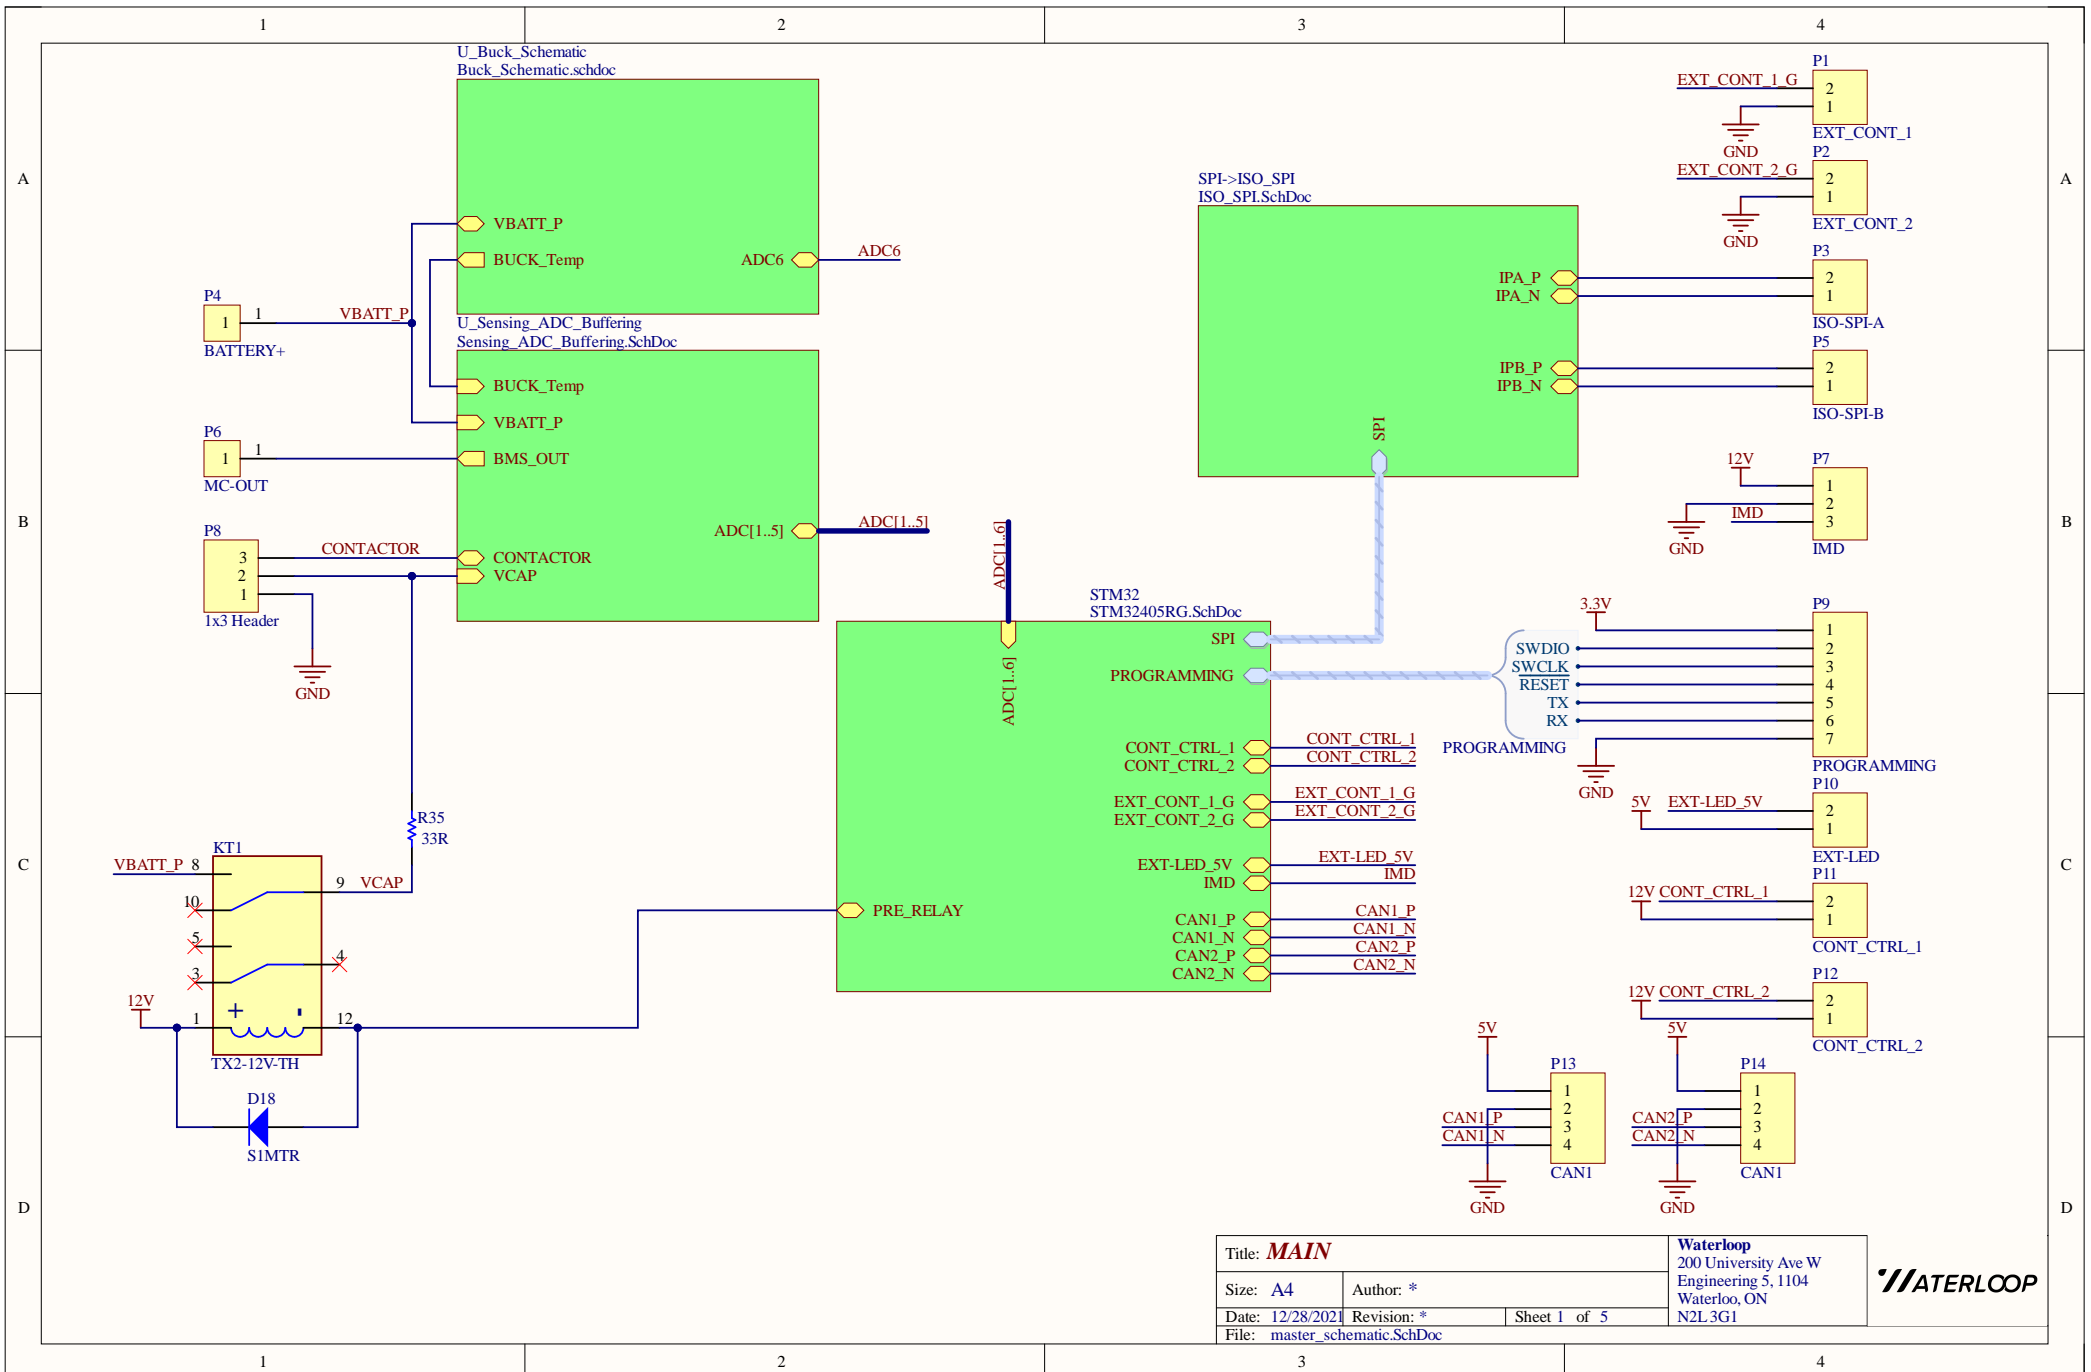 1 2 3 4
A
B
C
D
A
B
C
D
U_Buck_Schematic
Buck_Schematic.schdoc
VBATT_P
BUCK_Temp
ADC6
ADC6
P4
1
1
VBATT_P
BATTERY+
U_Sensing_ADC_Buffering
Sensing_ADC_Buffering.SchDoc
BUCK_Temp
VBATT_P
BMS_OUT
ADC[1..5]
ADC[1..5]
CONTACTOR
VCAP
P6
1
1
MC-OUT
P8
3
2
1
CONTACTOR
1x3 Header
GND
R35
33R
KT1
VBATT_P
8
10
5
3
9
VCAP
4
12V
1
12
+
-
TX2-12V-TH
D18
S1MTR
SPI->ISO_SPI
ISO_SPI.SchDoc
IPA_P
IPA_N
IPB_P
IPB_N
SPI
ADC[1..6]
STM32
STM32405RG.SchDoc
ADC[1..6]
SPI
PROGRAMMING
CONT_CTRL_1
CONT_CTRL_2
EXT_CONT_1_G
EXT_CONT_2_G
EXT-LED_5V
IMD
PRE_RELAY
CAN1_P
CAN1_N
CAN2_P
CAN2_N
CONT_CTRL_1
CONT_CTRL_2
EXT_CONT_1_G
EXT_CONT_2_G
EXT-LED_5V
IMD
CAN1_P
CAN1_N
CAN2_P
CAN2_N
P1
EXT_CONT_1_G
2
1
EXT_CONT_1
GND
P2
EXT_CONT_2_G
2
1
EXT_CONT_2
GND
P3
2
1
ISO-SPI-A
P5
2
1
ISO-SPI-B
12V
P7
1
2
IMD
3
GND
IMD
3.3V
P9
SWDIO
SWCLK
RESET
TX
RX
PROGRAMMING
1
2
3
4
5
6
7
GND
PROGRAMMING
P10
5V
EXT-LED_5V
2
1
EXT-LED
P11
12V
CONT_CTRL_1
2
1
CONT_CTRL_1
P12
12V
CONT_CTRL_2
2
1
CONT_CTRL_2
5V
P13
1
2
3
4
CAN1_P
CAN1_N
CAN1
GND
5V
P14
1
2
3
4
CAN2_P
CAN2_N
CAN1
GND
Title: MAIN
Size: A4
Author: *
Date: 12/28/2021
Revision: *
Sheet 1 of 5
File: master_schematic.SchDoc
Waterloop
200 University Ave W
Engineering 5, 1104
Waterloo, ON
N2L 3G1
WATERLOOP
1 2 3 4